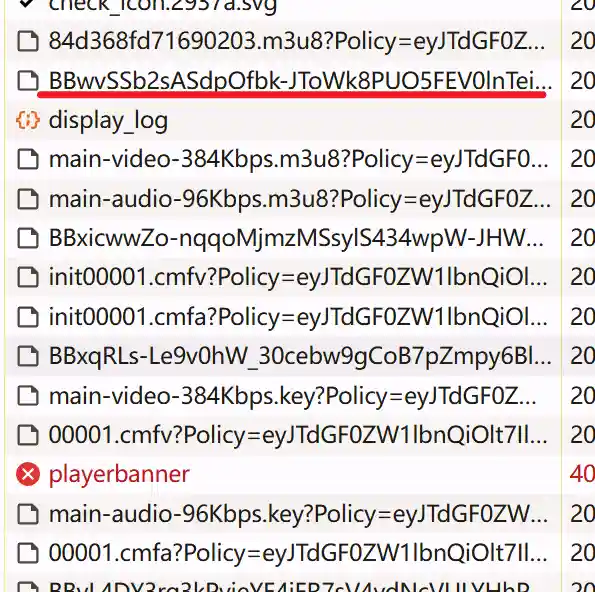 check_icon.2937a.svg 20
84d368fd71690203.m3u8?Policy=eyJTdGF0Z... 20
BBwvSSb2sASdpOfbk-JToWk8PUO5FEV0lnTei... 20
display_log 20
main-video-384Kbps.m3u8?Policy=eyJTdGF0... 20
main-audio-96Kbps.m3u8?Policy=eyJTdGF0Z... 20
BBxicwwZo-nqqoMjmzMSsylS434wpW-JHW... 20
init00001.cmfv?Policy=eyJTdGF0ZW1lbnQiOl... 20
init00001.cmfa?Policy=eyJTdGF0ZW1lbnQiOl... 20
BBxqRLs-Le9v0hW_30cebw9gCoB7pZmpy6Bl... 20
main-video-384Kbps.key?Policy=eyJTdGF0Z... 20
00001.cmfv?Policy=eyJTdGF0ZW1lbnQiOlt7Il... 20
playerbanner 40
main-audio-96Kbps.key?Policy=eyJTdGF0ZW... 20
00001.cmfa?Policy=eyJTdGF0ZW1lbnQiOlt7Il... 20